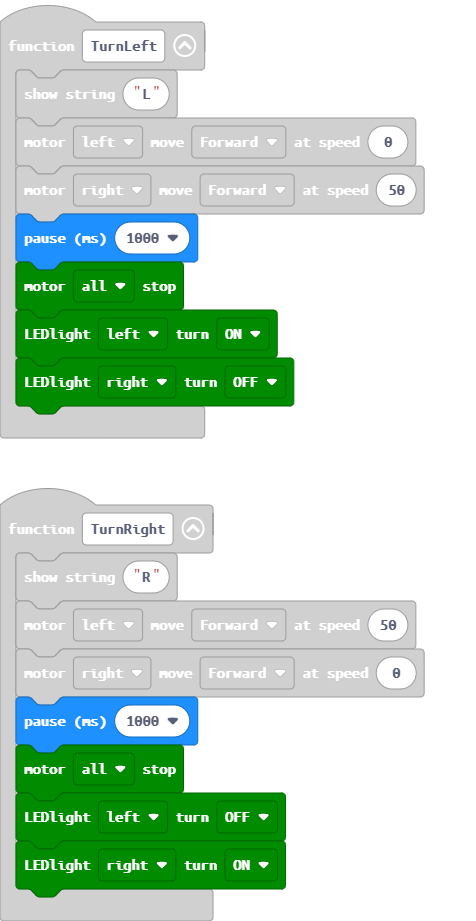 function TurnLeft
show string "L"
motor left move Forward at speed 0
motor right move Forward at speed 50
pause (ms) 1000
motor all stop
LEDlight left turn ON
LEDlight right turn OFF
function TurnRight
show string "R"
motor left move Forward at speed 50
motor right move Forward at speed 0
pause (ms) 1000
motor all stop
LEDlight left turn OFF
LEDlight right turn ON